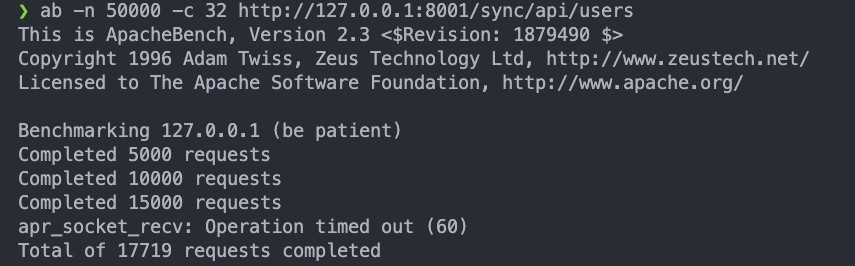 ❯ ab -n 50000 -c 32 http://127.0.0.1:8001/sync/api/users
This is ApacheBench, Version 2.3 <$Revision: 1879490 $>
Copyright 1996 Adam Twiss, Zeus Technology Ltd, http://www.zeustech.net/
Licensed to The Apache Software Foundation, http://www.apache.org/

Benchmarking 127.0.0.1 (be patient)
Completed 5000 requests
Completed 10000 requests
Completed 15000 requests
apr_socket_recv: Operation timed out (60)
Total of 17719 requests completed